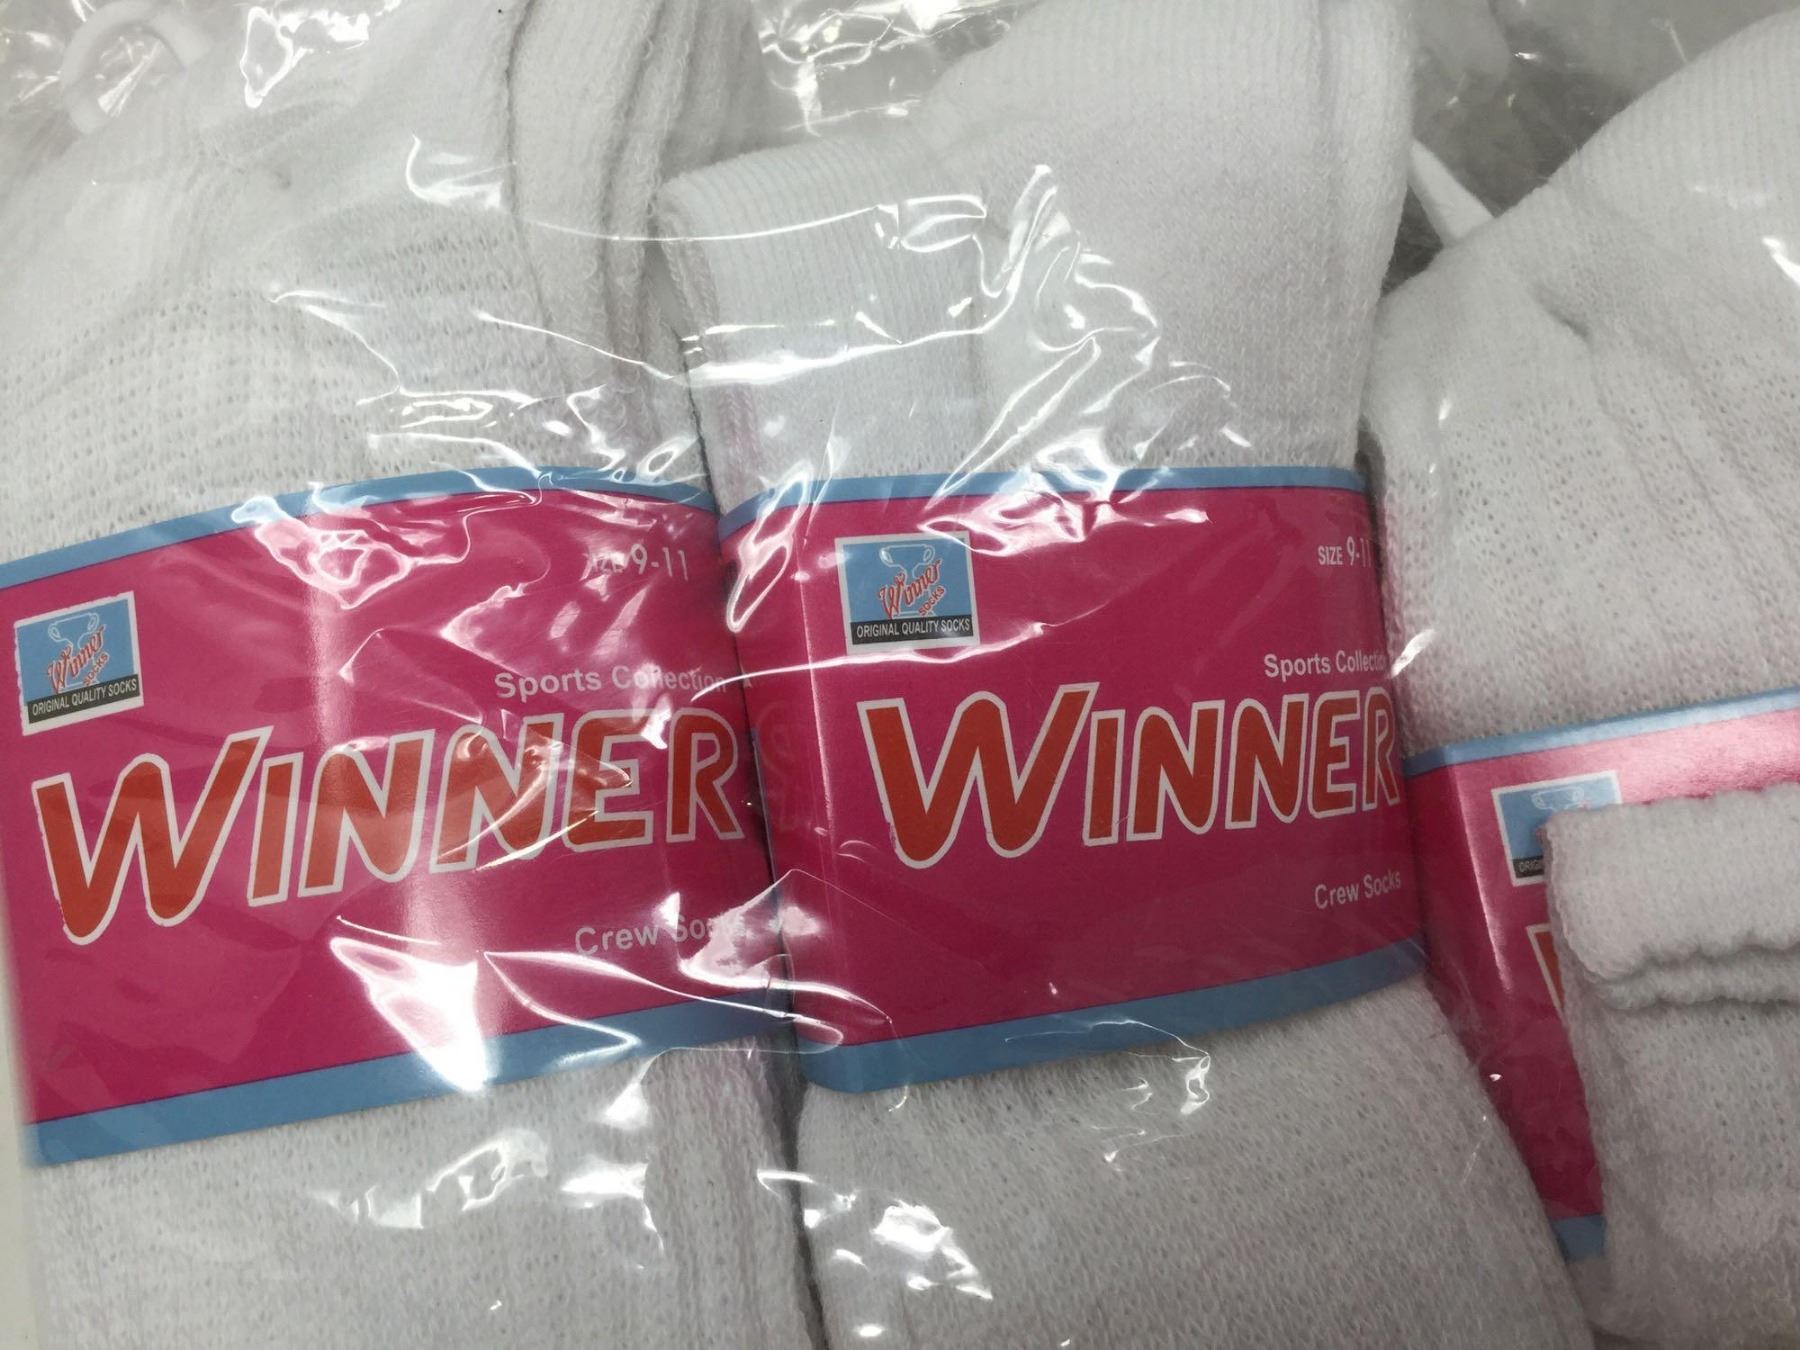 SIZE 9-11
Winner
socks
ORIGINAL QUALITY SOCKS
Sports Collection
WINNER
Crew Socks
SIZE 9-11
Winner
socks
ORIGINAL QUALITY SOCKS
Sports Collection
WINNER
Crew Socks